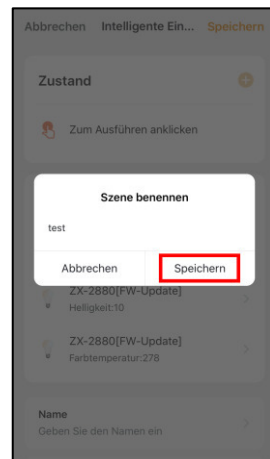 Abbrechen Intelligente Ein... Speichern
Zustand
Zum Ausführen anklicken
Szene benennen
test
Abbrechen Speichern
ZX-2880[FW-Update]
Helligkeit:10
ZX-2880[FW-Update]
Farbtemperatur:278
Name
Geben Sie den Namen ein